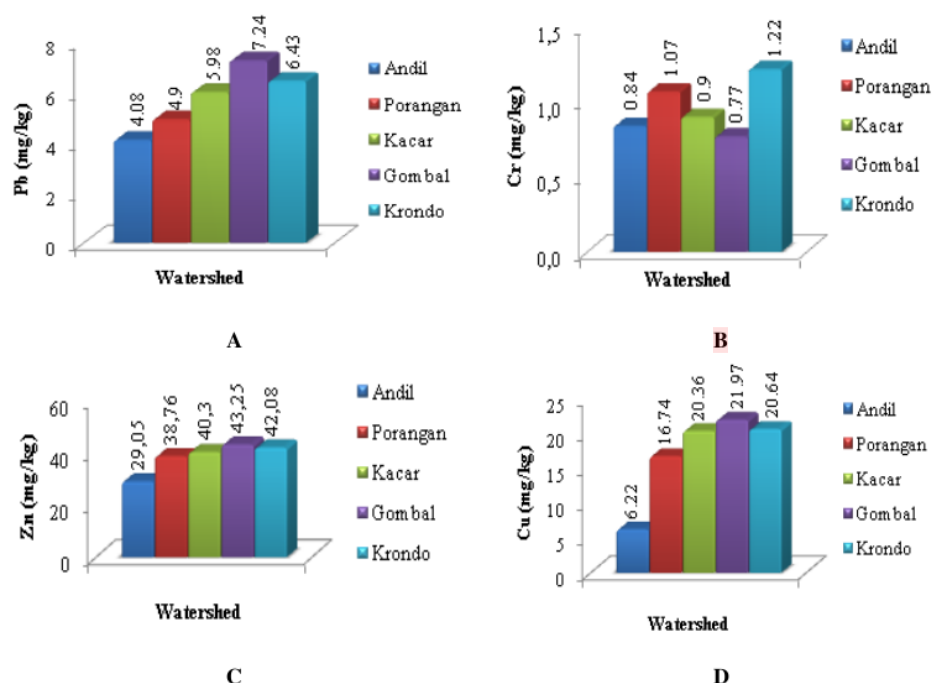 Pb (mg/kg)
8
6
4
2
0
4.08
4.9
5.98
7.24
6.43
Andil
Porangan
Kacar
Gombal
Krondo
Watershed
A
Cr (mg/kg)
1,5
1,0
0,5
0,0
0.84
1.07
0.9
0.77
1.22
Andil
Porangan
Kacar
Gombal
Krondo
Watershed
B
Zn (mg/kg)
60
40
20
0
29,05
38,76
40,3
43,25
42,08
Andil
Porangan
Kacar
Gombal
Krondo
Watershed
C
Cu (mg/kg)
25
20
15
10
5
0
6.22
16.74
20.36
21.97
20.64
Andil
Porangan
Kacar
Gombal
Krondo
Watershed
D